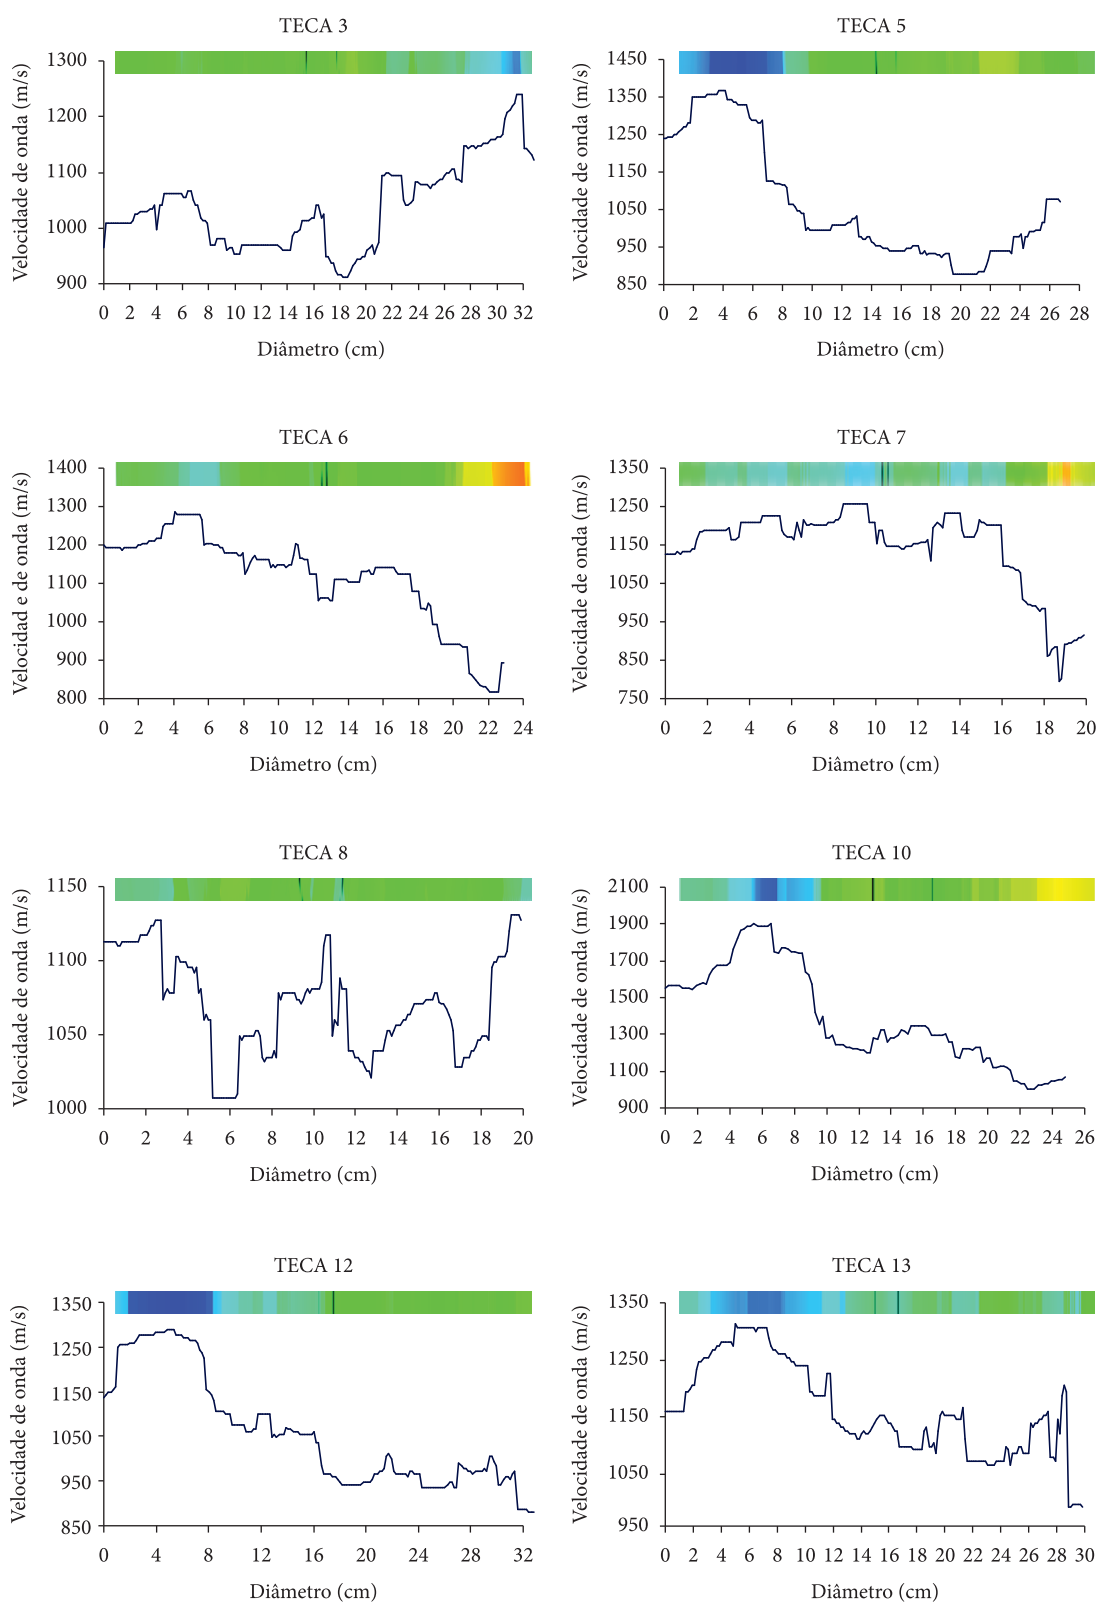 TECA 3
Velocidade de onda (m/s)
1300
1200
1100
1000
900
0 2 4 6 8 10 12 14 16 18 20 22 24 26 28 30 32
Diâmetro (cm)
TECA 5
Velocidade de onda (m/s)
1450
1350
1250
1150
1050
950
850
0 2 4 6 8 10 12 14 16 18 20 22 24 26 28
Diâmetro (cm)
TECA 6
Velocidad e de onda (m/s)
1400
1300
1200
1100
1000
900
800
0 2 4 6 8 10 12 14 16 18 20 22 24
Diâmetro (cm)
TECA 7
Velocidade de onda (m/s)
1350
1250
1150
1050
950
850
750
0 2 4 6 8 10 12 14 16 18 20
Diâmetro (cm)
TECA 8
Velocidade de onda (m/s)
1150
1100
1050
1000
0 2 4 6 8 10 12 14 16 18 20
Diâmetro (cm)
TECA 10
Velocidade de onda (m/s)
2100
1900
1700
1500
1300
1100
900
0 2 4 6 8 10 12 14 16 18 20 22 24 26
Diâmetro (cm)
TECA 12
Velocidade de onda (m/s)
1350
1250
1150
1050
950
850
0 4 8 12 16 20 24 28 32
Diâmetro (cm)
TECA 13
Velocidade de onda (m/s)
1350
1250
1150
1050
950
0 2 4 6 8 10 12 14 16 18 20 22 24 26 28 30
Diâmetro (cm)